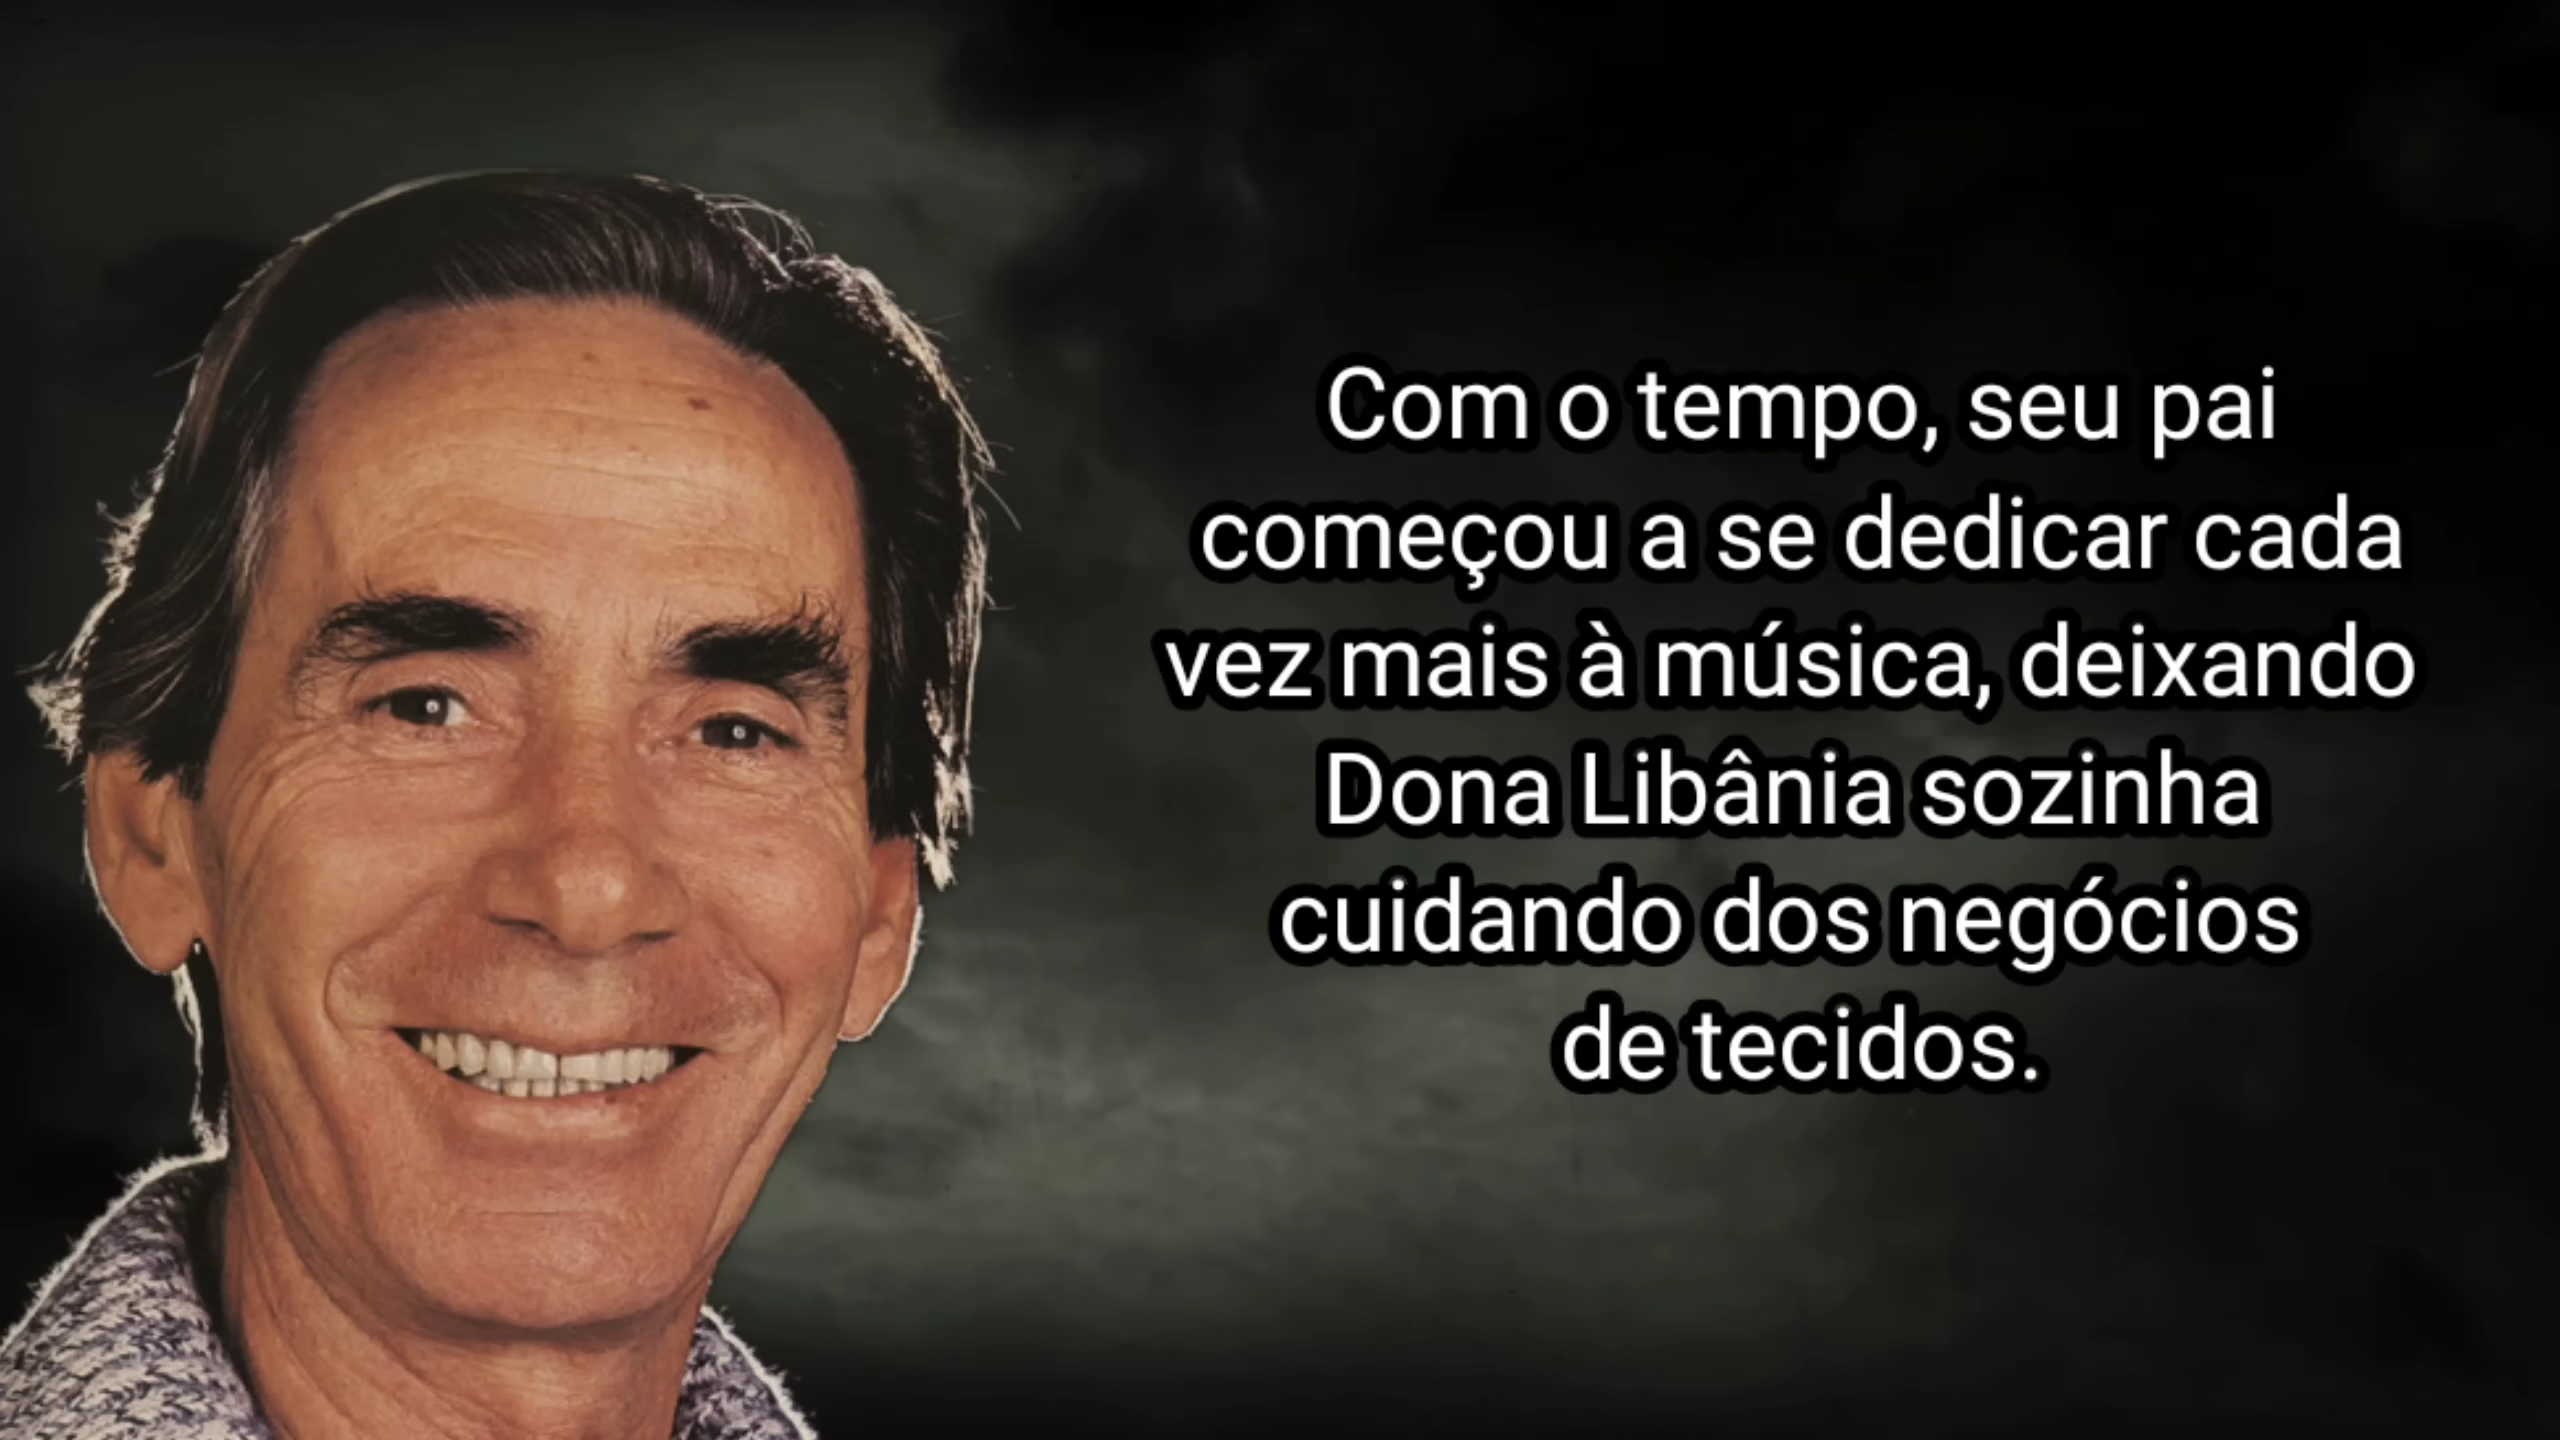 Com o tempo, seu pai
começou a se dedicar cada
vez mais à música, deixando
Dona Libânia sozinha
cuidando dos negócios
de tecidos.